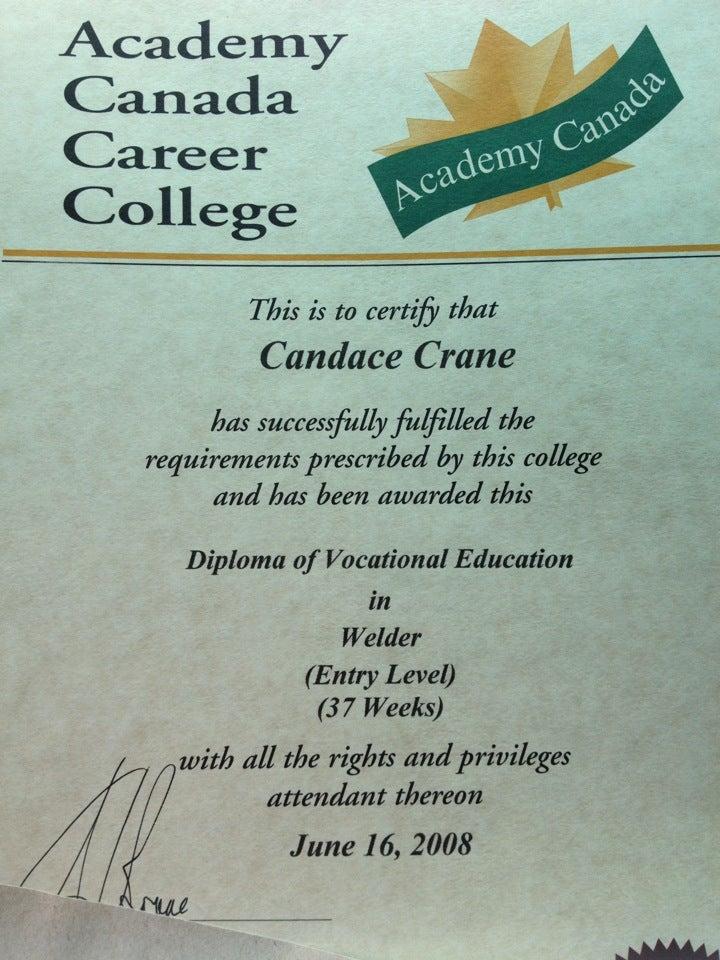 Academy
Canada
Career
College
Academy Canada
This is to certify that
Candace Crane
has successfully fulfilled the
requirements prescribed by this college
and has been awarded this
Diploma of Vocational Education
in
Welder
(Entry Level)
(37 Weeks)
with all the rights and privileges
attendant thereon
June 16, 2008